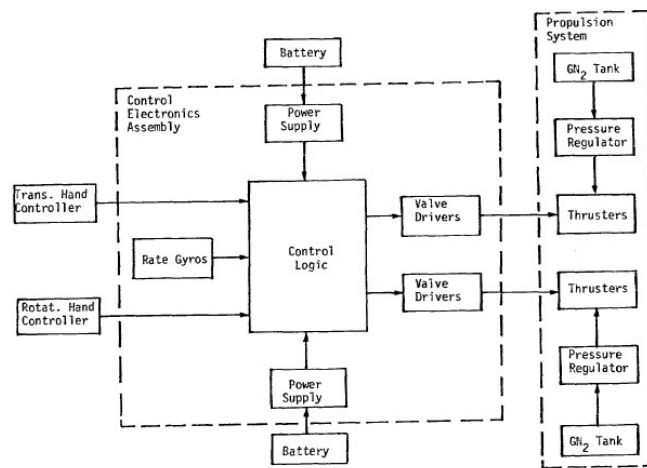 Propulsion
System
Battery
GN2 Tank
Control
Electronics
Assembly
Power
Supply
Pressure
Regulator
Trans. Hand
Controller
Valve
Drivers
Thrusters
Rate Gyros
Control
Logic
Rotat. Hand
Controller
Valve
Drivers
Thrusters
Pressure
Regulator
Power
Supply
Battery
GN2 Tank